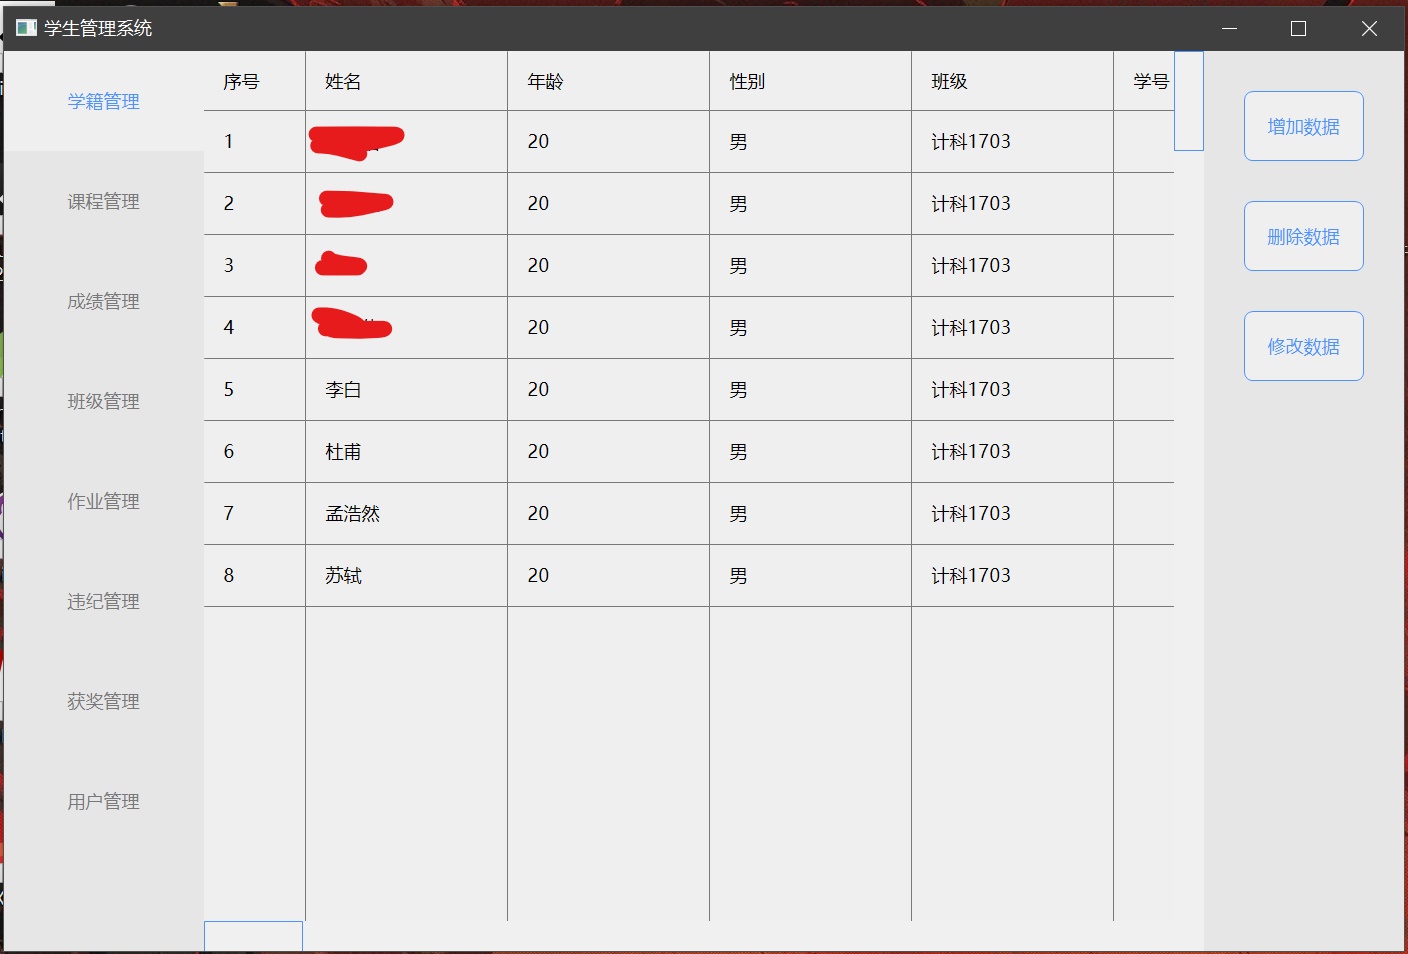 学生管理系统
学籍管理
课程管理
成绩管理
班级管理
作业管理
违纪管理
获奖管理
用户管理
序号 姓名 年龄 性别 班级 学号
1 20 男 计科1703
2 20 男 计科1703
3 20 男 计科1703
4 20 男 计科1703
5 李白 20 男 计科1703
6 杜甫 20 男 计科1703
7 孟浩然 20 男 计科1703
8 苏轼 20 男 计科1703
增加数据
删除数据
修改数据